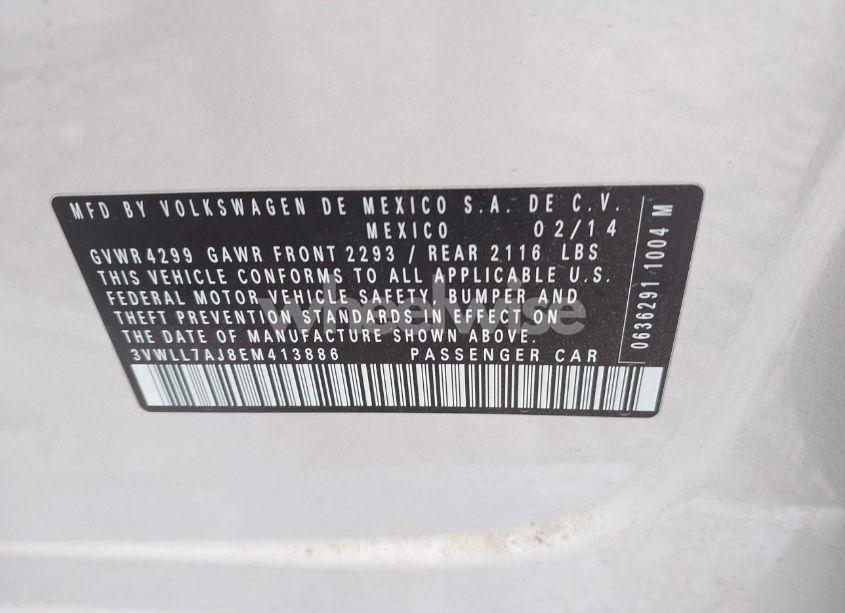 MFD BY VOLKSWAGEN DE MEXICO S.A. DE C.V.
MEXICO 02/14
GVWR 4299 GAWR FRONT 2293 / REAR 2116 LBS
THIS VEHICLE CONFORMS TO ALL APPLICABLE U.S.
FEDERAL MOTOR VEHICLE SAFETY, BUMPER AND
THEFT PREVENTION STANDARDS IN EFFECT ON
THE DATE OF MANUFACTURE SHOWN ABOVE.
3VWLL7AJ8EM413886 PASSENGER CAR
0636291 1004 M
wheelwise